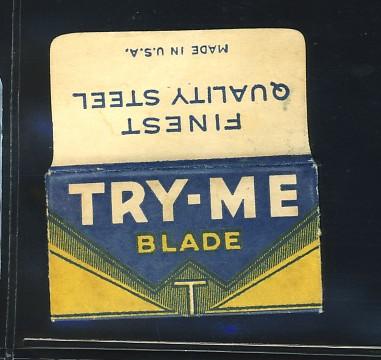 FINEST
QUALITY STEEL
MADE IN U.S.A.
TRY-ME
BLADE
T